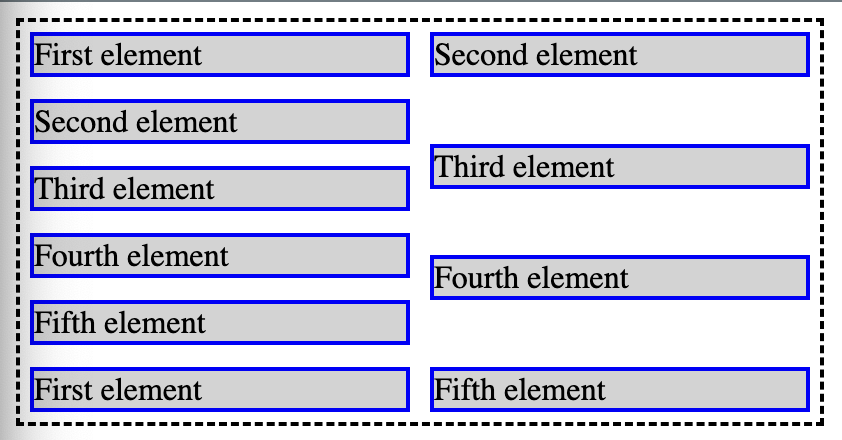 First element
Second element
Third element
Fourth element
Fifth element
First element
Second element
Third element
Fourth element
Fifth element